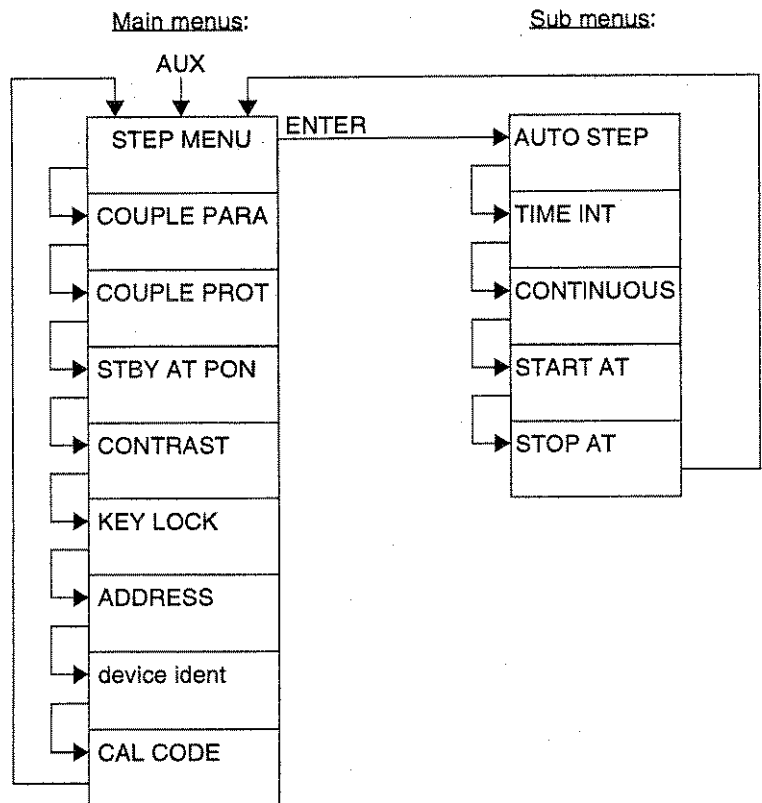 Main menus:
Sub menus:
AUX
STEP MENU
ENTER
COUPLE PARA
COUPLE PROT
STBY AT PON
CONTRAST
KEY LOCK
ADDRESS
device ident
CAL CODE
AUTO STEP
TIME INT
CONTINUOUS
START AT
STOP AT